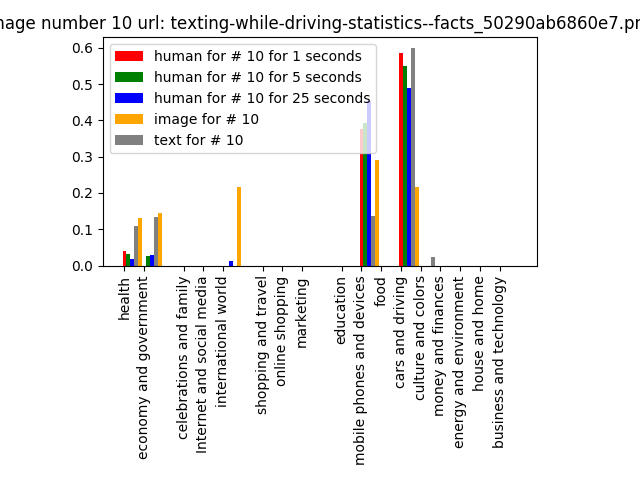 mage number 10 url: texting-while-driving-statistics--facts_50290ab6860e7.pn
human for # 10 for 1 seconds
human for # 10 for 5 seconds
human for # 10 for 25 seconds
image for # 10
text for # 10
0.6
0.5
0.4
0.3
0.2
0.1
0.0
health
economy and government
celebrations and family
Internet and social media
international world
shopping and travel
online shopping
marketing
education
mobile phones and devices
food
cars and driving
culture and colors
money and finances
energy and environment
house and home
business and technology